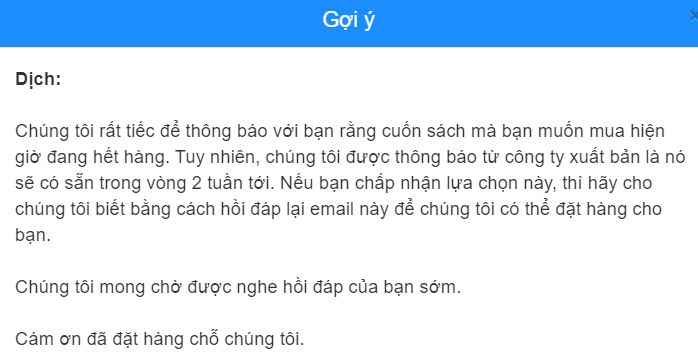 Gợi ý
Dịch:
Chúng tôi rất tiếc để thông báo với bạn rằng cuốn sách mà bạn muốn mua hiện
giờ đang hết hàng. Tuy nhiên, chúng tôi được thông báo từ công ty xuất bản là nó
sẽ có sẵn trong vòng 2 tuần tới. Nếu bạn chấp nhận lựa chọn này, thì hãy cho
chúng tôi biết bằng cách hồi đáp lại email này để chúng tôi có thể đặt hàng cho
bạn.
Chúng tôi mong chờ được nghe hồi đáp của bạn sớm.
Cám ơn đã đặt hàng chỗ chúng tôi.